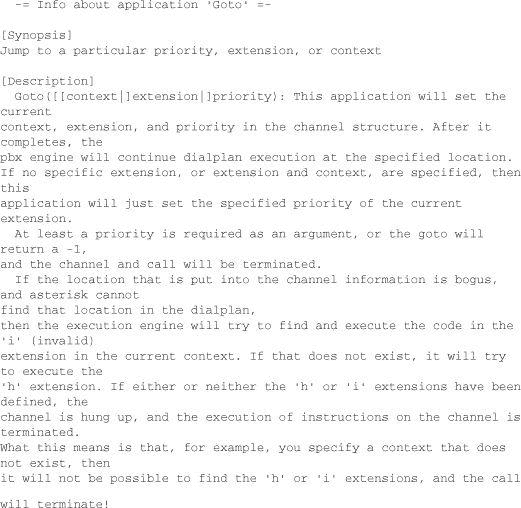 -= Info about application 'Goto' =-
[Synopsis]
Jump to a particular priority, extension, or context
[Description]
Goto([[context|]extension|]priority): This application will set the
current
context, extension, and priority in the channel structure. After it
completes, the
pbx engine will continue dialplan execution at the specified location.
If no specific extension, or extension and context, are specified, then
this
application will just set the specified priority of the current
extension.
At least a priority is required as an argument, or the goto will
return a -1,
and the channel and call will be terminated.
If the location that is put into the channel information is bogus,
and asterisk cannot
find that location in the dialplan,
then the execution engine will try to find and execute the code in the
'i' (invalid)
extension in the current context. If that does not exist, it will try
to execute the
'h' extension. If either or neither the 'h' or 'i' extensions have been
defined, the
channel is hung up, and the execution of instructions on the channel is
terminated.
What this means is that, for example, you specify a context that does
not exist, then
it will not be possible to find the 'h' or 'i' extensions, and the call
will terminate!